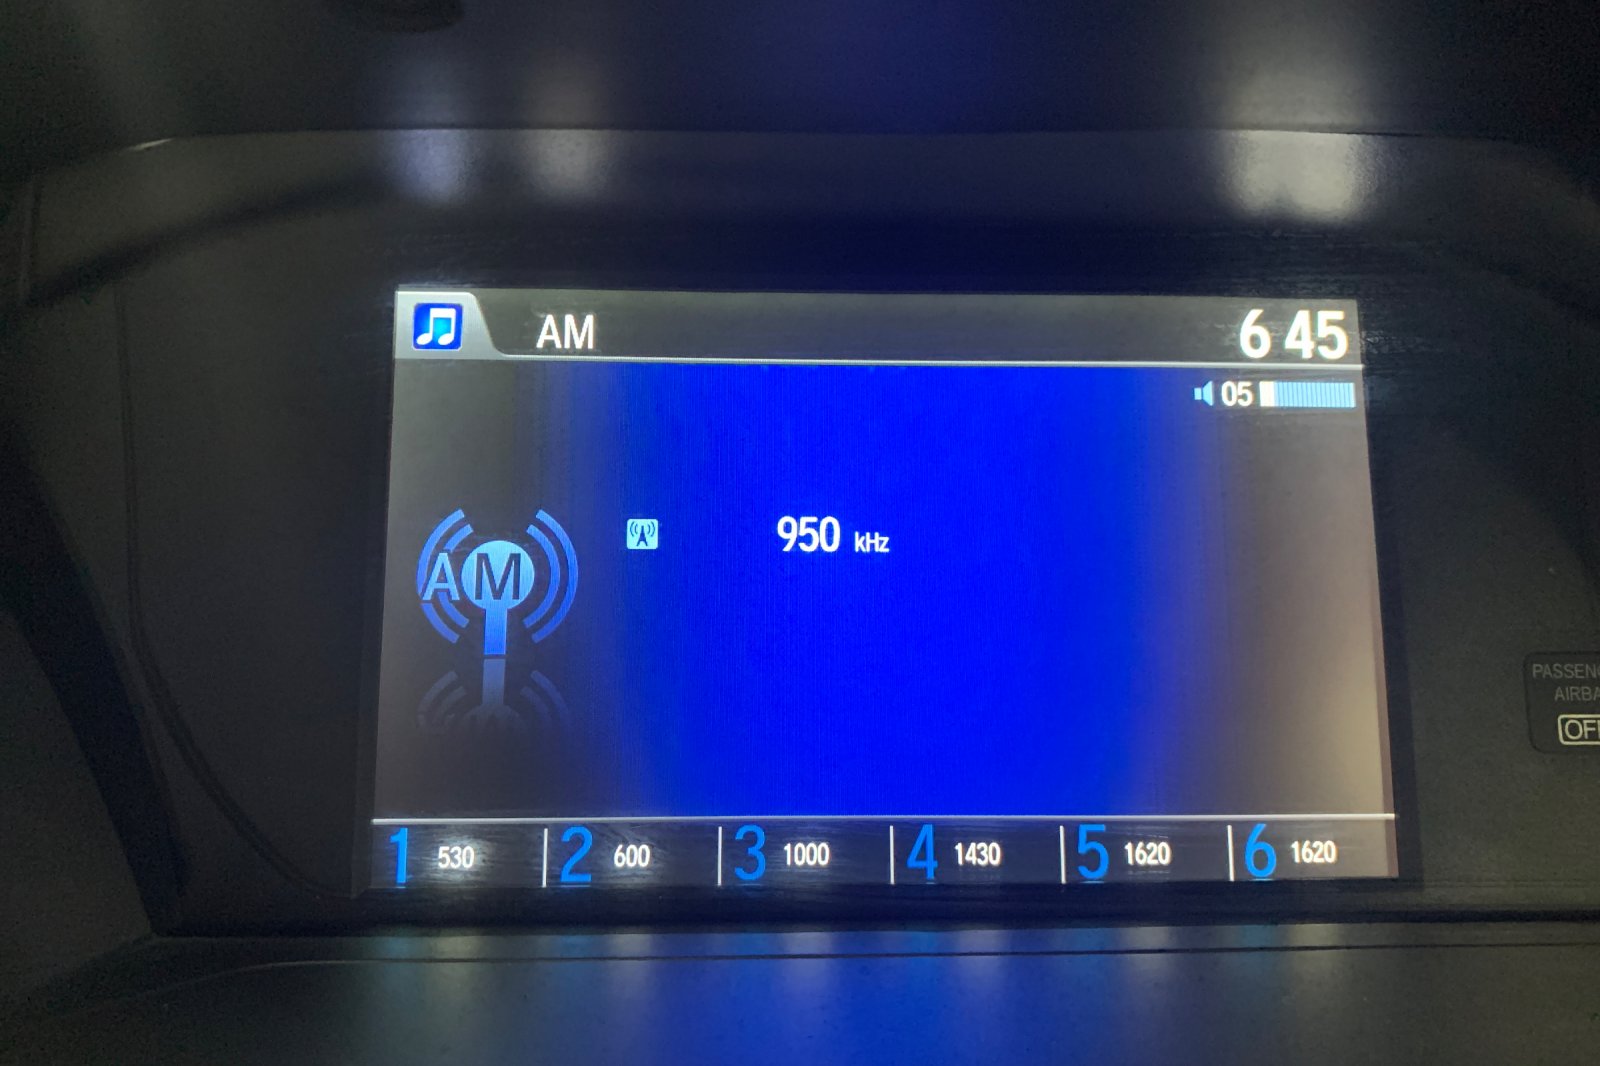 AM
6 45
05
AM
950 kHz
PASSENG
AIRBA
OFF
1 530
2 600
3 1000
4 1430
5 1620
6 1620